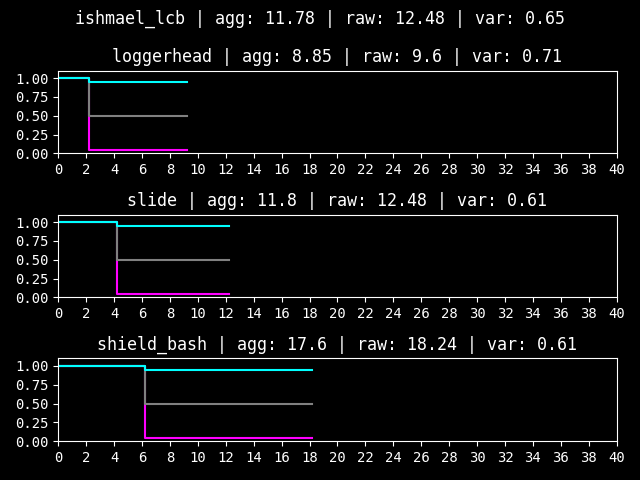 ishmael_lcb | agg: 11.78 | raw: 12.48 | var: 0.65
loggerhead | agg: 8.85 | raw: 9.6 | var: 0.71
1.00
0.75
0.50
0.25
0.00
0 2 4 6 8 10 12 14 16 18 20 22 24 26 28 30 32 34 36 38 40
slide | agg: 11.8 | raw: 12.48 | var: 0.61
1.00
0.75
0.50
0.25
0.00
0 2 4 6 8 10 12 14 16 18 20 22 24 26 28 30 32 34 36 38 40
shield_bash | agg: 17.6 | raw: 18.24 | var: 0.61
1.00
0.75
0.50
0.25
0.00
0 2 4 6 8 10 12 14 16 18 20 22 24 26 28 30 32 34 36 38 40